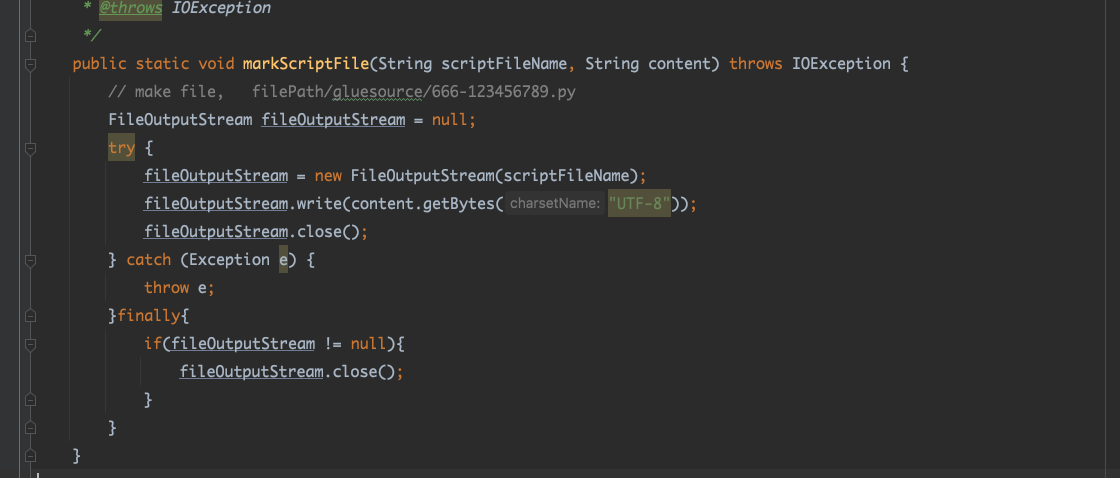 * @throws IOException
*/
public static void markScriptFile(String scriptFileName, String content) throws IOException {
// make file,   filePath/gluesource/666-123456789.py
FileOutputStream fileOutputStream = null;
try {
fileOutputStream = new FileOutputStream(scriptFileName);
fileOutputStream.write(content.getBytes( charsetName: "UTF-8"));
fileOutputStream.close();
} catch (Exception e) {
throw e;
}finally{
if(fileOutputStream != null){
fileOutputStream.close();
}
}
}